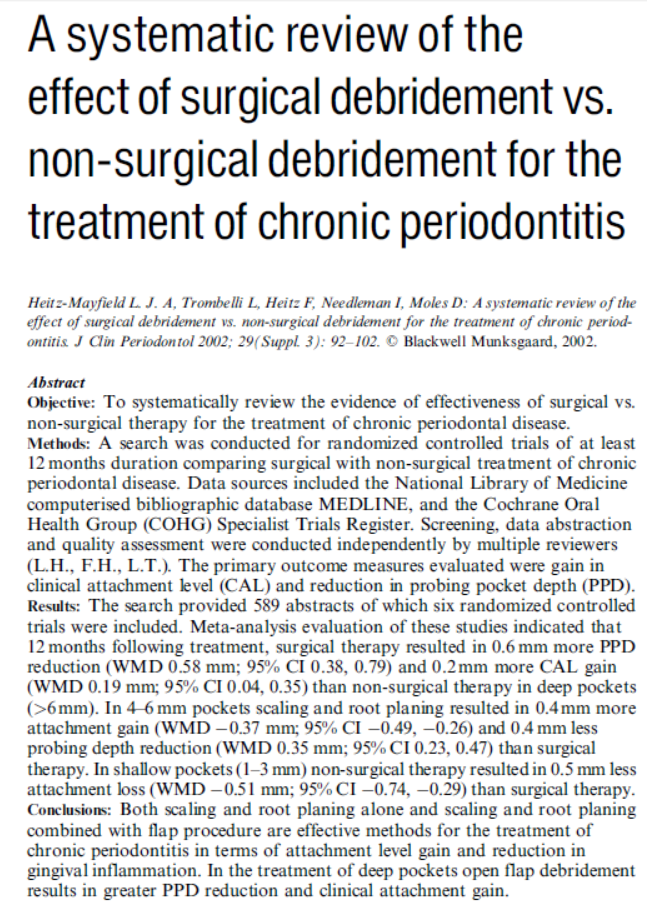 A systematic review of the
effect of surgical debridement vs.
non-surgical debridement for the
treatment of chronic periodontitis
Heitz-Mayfield L. J. A, Trombelli L, Heitz F, Needleman I, Moles D: A systematic review of the
effect of surgical debridement vs. non-surgical debridement for the treatment of chronic period-
ontitis. J Clin Periodontol 2002; 29(Suppl. 3): 92–102. © Blackwell Munksgaard, 2002.
Abstract
Objective: To systematically review the evidence of effectiveness of surgical vs.
non-surgical therapy for the treatment of chronic periodontal disease.
Methods: A search was conducted for randomized controlled trials of at least
12 months duration comparing surgical with non-surgical treatment of chronic
periodontal disease. Data sources included the National Library of Medicine
computerised bibliographic database MEDLINE, and the Cochrane Oral
Health Group (COHG) Specialist Trials Register. Screening, data abstraction
and quality assessment were conducted independently by multiple reviewers
(L.H., F.H., L.T.). The primary outcome measures evaluated were gain in
clinical attachment level (CAL) and reduction in probing pocket depth (PPD).
Results: The search provided 589 abstracts of which six randomized controlled
trials were included. Meta-analysis evaluation of these studies indicated that
12 months following treatment, surgical therapy resulted in 0.6 mm more PPD
reduction (WMD 0.58 mm; 95% CI 0.38, 0.79) and 0.2 mm more CAL gain
(WMD 0.19 mm; 95% CI 0.04, 0.35) than non-surgical therapy in deep pockets
(>6 mm). In 4–6 mm pockets scaling and root planing resulted in 0.4 mm more
attachment gain (WMD −0.37 mm; 95% CI −0.49, −0.26) and 0.4 mm less
probing depth reduction (WMD 0.35 mm; 95% CI 0.23, 0.47) than surgical
therapy. In shallow pockets (1–3 mm) non-surgical therapy resulted in 0.5 mm less
attachment loss (WMD −0.51 mm; 95% CI −0.74, −0.29) than surgical therapy.
Conclusions: Both scaling and root planing alone and scaling and root planing
combined with flap procedure are effective methods for the treatment of
chronic periodontitis in terms of attachment level gain and reduction in
gingival inflammation. In the treatment of deep pockets open flap debridement
results in greater PPD reduction and clinical attachment gain.